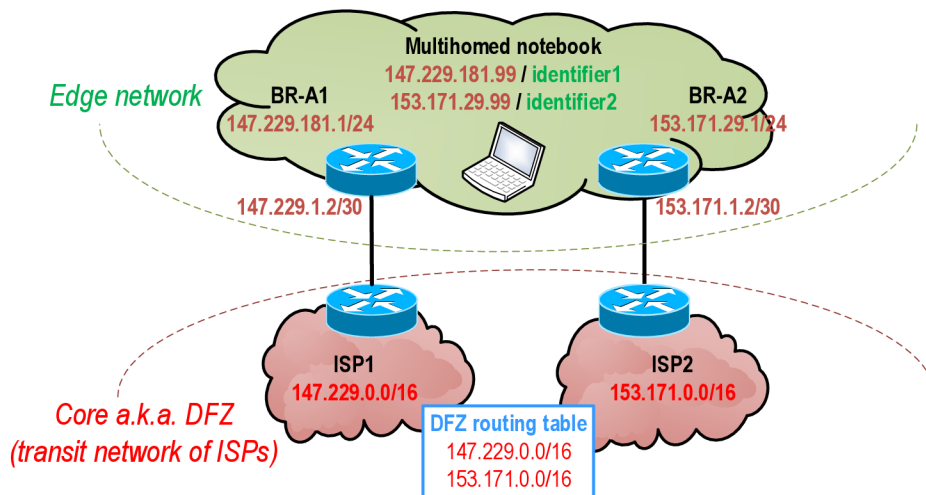 Multihomed notebook
147.229.181.99 / identifier1
153.171.29.99 / identifier2
Edge network
BR-A1
147.229.181.1/24
BR-A2
153.171.29.1/24
147.229.1.2/30
153.171.1.2/30
ISP1
147.229.0.0/16
ISP2
153.171.0.0/16
Core a.k.a. DFZ
(transit network of ISPs)
DFZ routing table
147.229.0.0/16
153.171.0.0/16